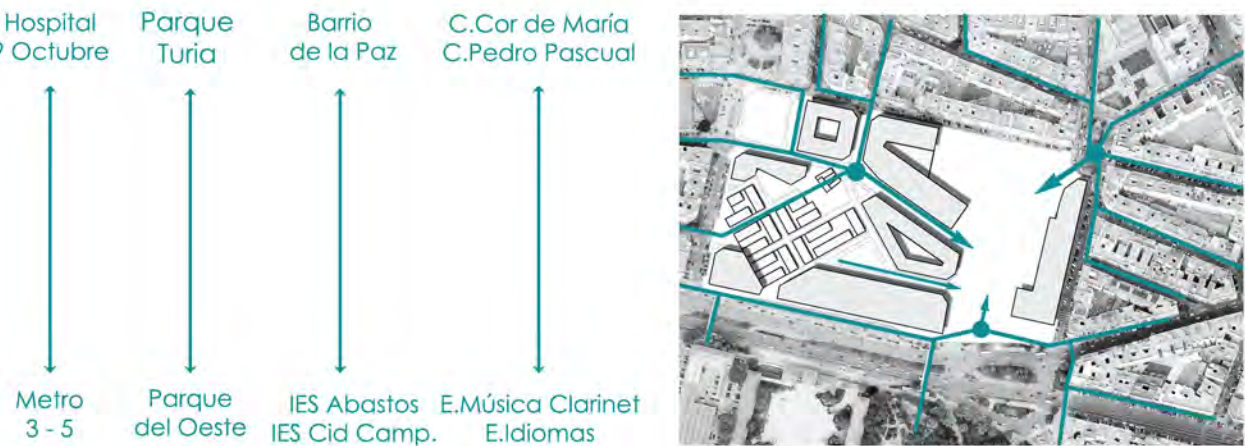 Hospital
9 Octubre
Parque
Turia
Barrio
de la Paz
C.Cor de María
C.Pedro Pascual
Metro
3 - 5
Parque
del Oeste
IES Abastos
IES Cid Camp.
E.Música Clarinet
E.Idiomas